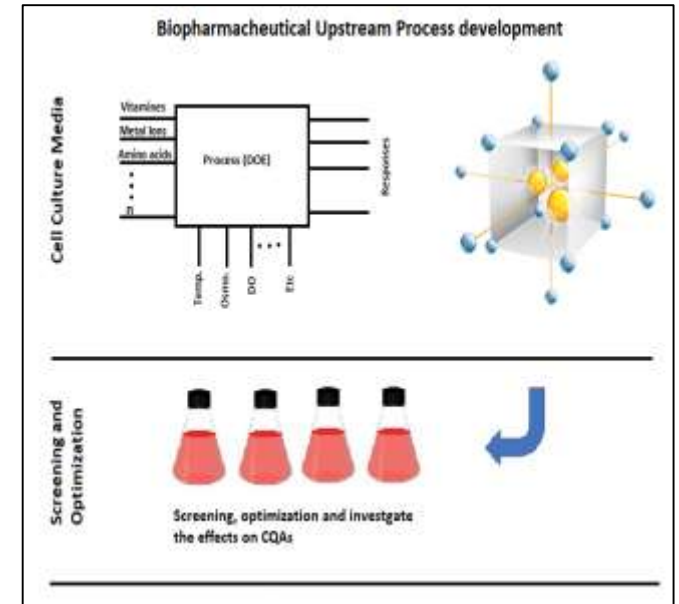 Biopharmacheutical Upstream Process development
Cell Culture Media
Vitamines
Metal Ions
Amino acids
n
Process (DOE)
Responses
Temp.
Osmo.
DO
Etc
Screening and
Optimization
Screening, optimization and investgate
the effects on CQAs